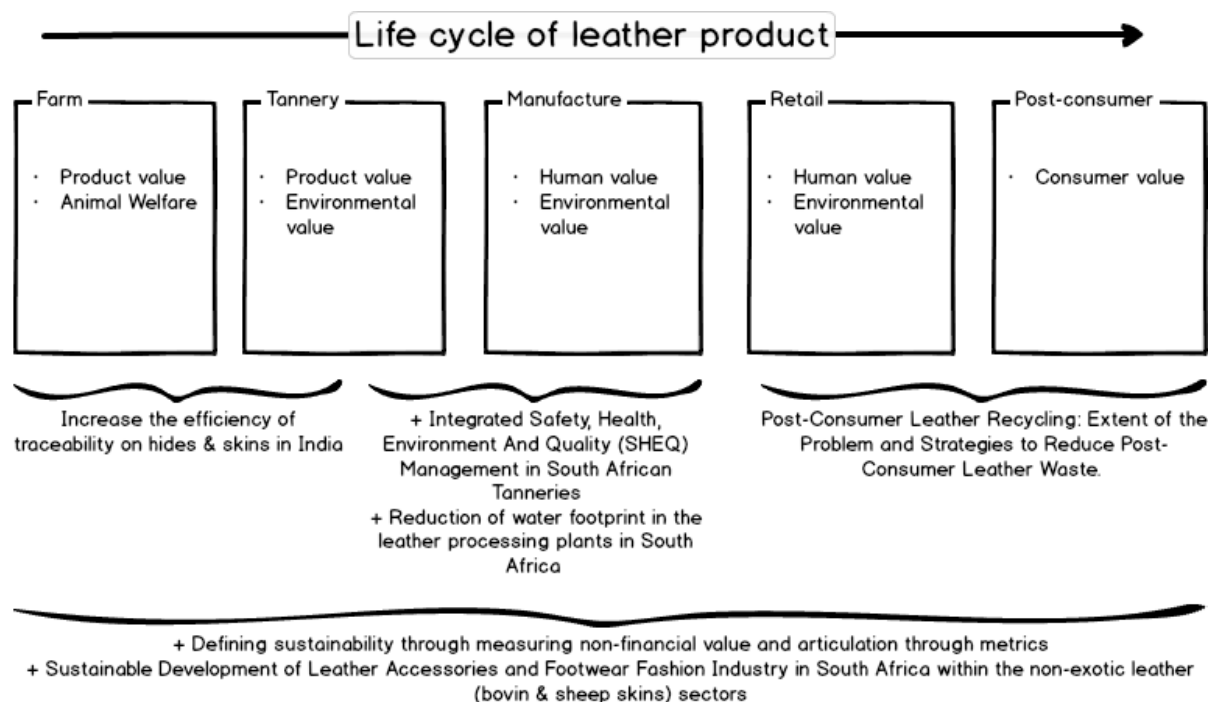 Life cycle of leather product
Farm
· Product value
· Animal Welfare
Tannery
· Product value
· Environmental
value
Manufacture
· Human value
· Environmental
value
Retail
· Human value
· Environmental
value
Post-consumer
· Consumer value
Increase the efficiency of
traceability on hides & skins in India
+ Integrated Safety, Health,
Environment And Quality (SHEQ)
Management in South African
Tanneries
+ Reduction of water footprint in the
leather processing plants in South
Africa
Post-Consumer Leather Recycling: Extent of the
Problem and Strategies to Reduce Post-
Consumer Leather Waste.
+ Defining sustainability through measuring non-financial value and articulation through metrics
+ Sustainable Development of Leather Accessories and Footwear Fashion Industry in South Africa within the non-exotic leather
(bovin & sheep skins) sectors